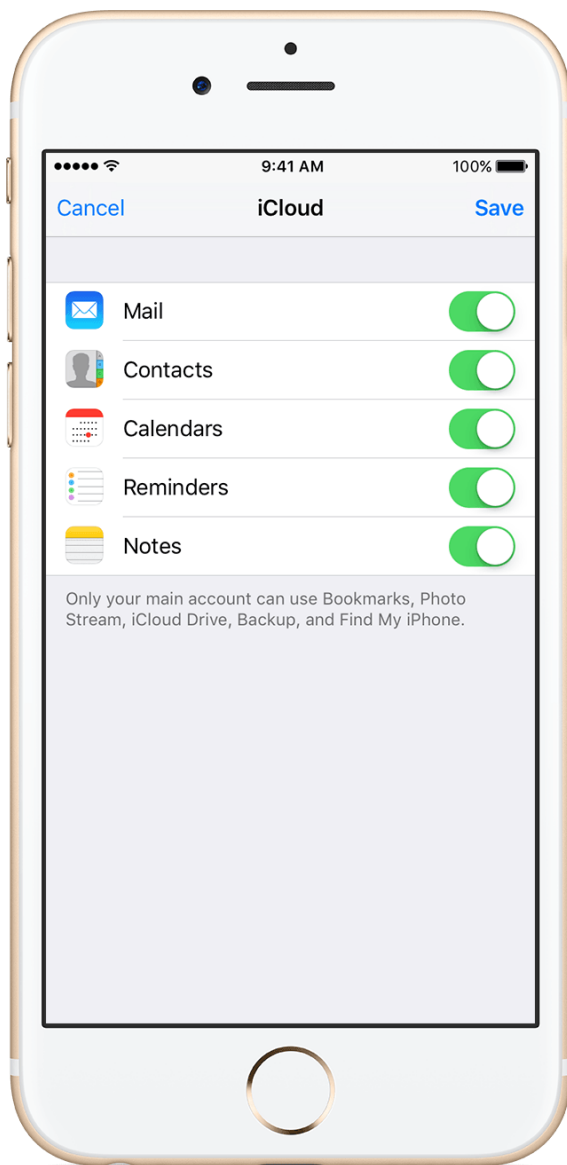 9:41 AM
100%
Cancel
iCloud
Save
Mail
Contacts
Calendars
Reminders
Notes
Only your main account can use Bookmarks, Photo
Stream, iCloud Drive, Backup, and Find My iPhone.